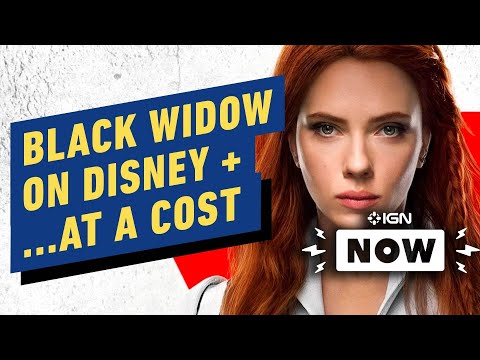 BLACK WIDOW
ON DISNEY +
...AT A COST
IGN
NOW